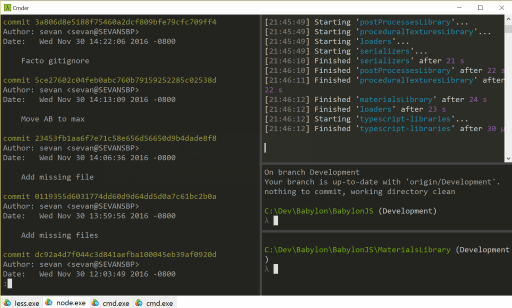 Cmder
commit 3a806d8e5188f75460a2dcf809bfe79cfc709ff4
Author: sevan <sevan@SEVANSBP>
Date:   Wed Nov 30 14:22:06 2016 -0800
Facto gitignore
commit 5ce27602c04feb0abc760b79159252285c02538d
Author: sevan <sevan@SEVANSBP>
Date:   Wed Nov 30 14:13:09 2016 -0800
Move AB to max
commit 23453fb1aa6f7e71c58e656d56650d9b4dade8f8
Author: sevan <sevan@SEVANSBP>
Date:   Wed Nov 30 14:06:36 2016 -0800
Add missing file
commit 0119355d6031774dd60d9d64dd5d0a7c61bc2b0a
Author: sevan <sevan@SEVANSBP>
Date:   Wed Nov 30 13:59:56 2016 -0800
Add missing files
commit dc92a4d7f044c3d841aefba100045eb39af0920d
Author: sevan <sevan@SEVANSBP>
Date:   Wed Nov 30 12:03:49 2016 -0800
:
[21:45:49] Starting 'postProcessesLibrary'...
[21:45:49] Starting 'proceduralTexturesLibrary'...
[21:45:49] Starting 'loaders'...
[21:45:49] Starting 'serializers'...
[21:46:10] Finished 'serializers' after 21 s
[21:46:10] Finished 'postProcessesLibrary' after 22 s
[21:46:11] Finished 'proceduralTexturesLibrary' after
22 s
[21:46:12] Finished 'materialsLibrary' after 24 s
[21:46:12] Finished 'loaders' after 23 s
[21:46:12] Starting 'typescript-libraries'...
[21:46:12] Finished 'typescript-libraries' after 30 μ
On branch Development
Your branch is up-to-date with 'origin/Development'.
nothing to commit, working directory clean
C:\Dev\Babylon\BabylonJS (Development)
λ
C:\Dev\Babylon\BabylonJS\MaterialsLibrary (Development
)
λ
less.exe node.exe cmd.exe cmd.exe